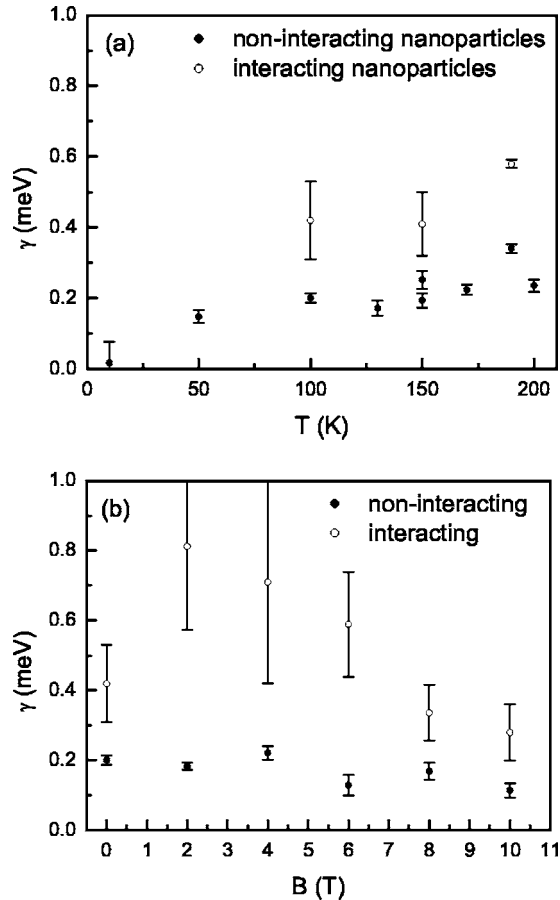 (a)
non-interacting nanoparticles
interacting nanoparticles
1.0
0.8
0.6
0.4
0.2
0.0
γ (meV)
0 50 100 150 200
T (K)
(b)
non-interacting
interacting
1.0
0.8
0.6
0.4
0.2
0.0
γ (meV)
0 1 2 3 4 5 6 7 8 9 10 11
B (T)